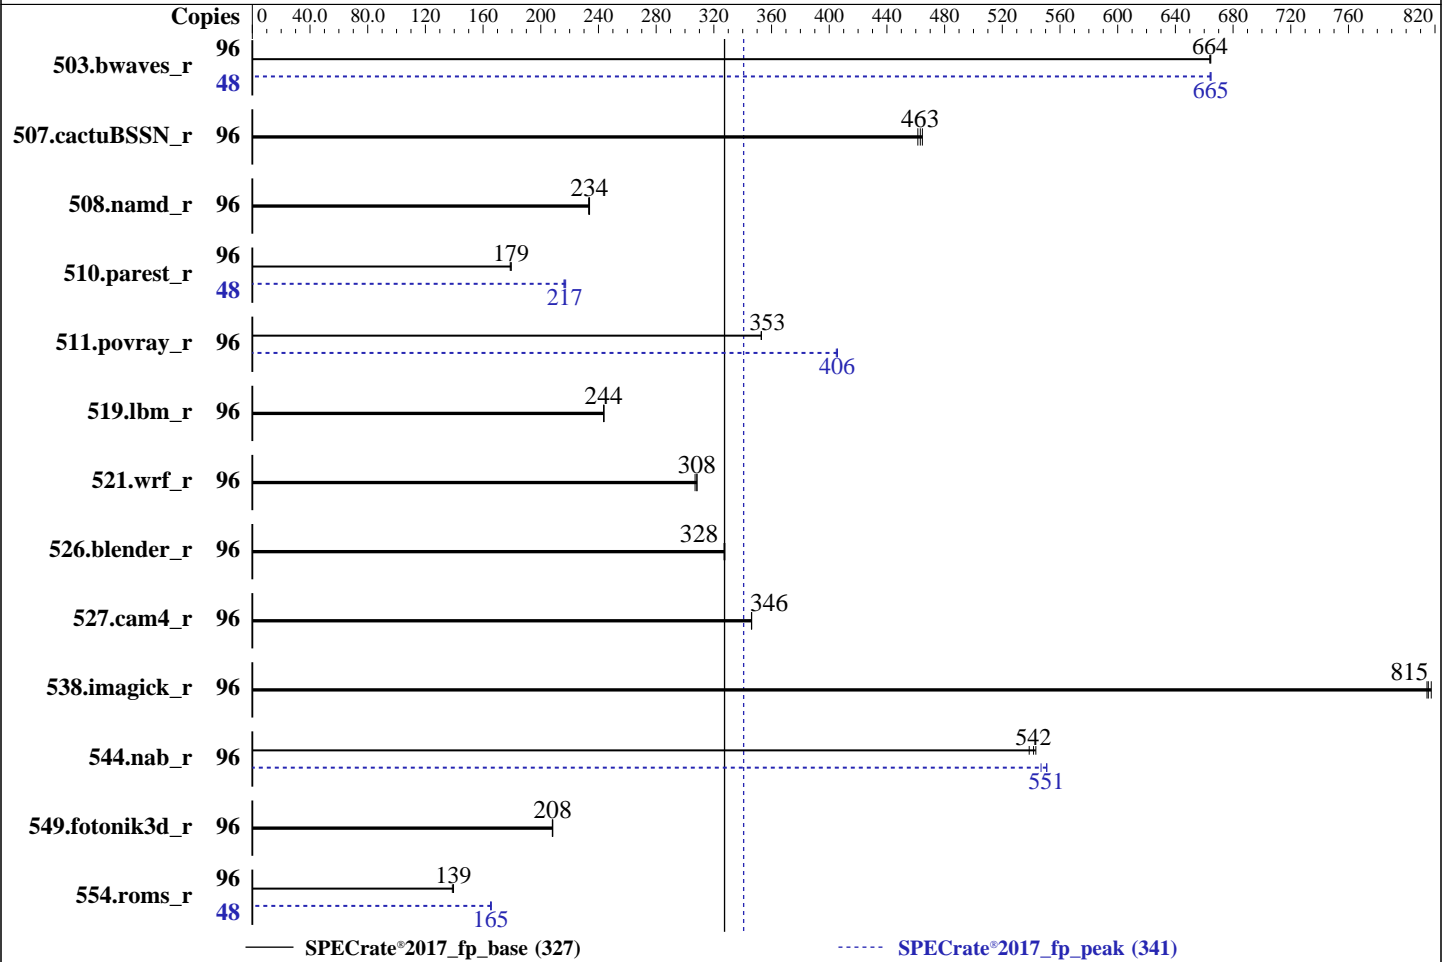 Copies 0 40.0 80.0 120 160 200 240 280 320 360 400 440 480 520 560 600 640 680 720 760 820
503.bwaves_r 96 664
48 665
507.cactuBSSN_r 96 463
508.namd_r 96 234
510.parest_r 96 179
48 217
511.povray_r 96 353
406
519.lbm_r 96 244
521.wrf_r 96 308
526.blender_r 96 328
527.cam4_r 96 346
538.imagick_r 96 815
544.nab_r 96 542
551
549.fotonik3d_r 96 208
554.roms_r 96 139
48 165
SPECrate®2017_fp_base (327) SPECrate®2017_fp_peak (341)